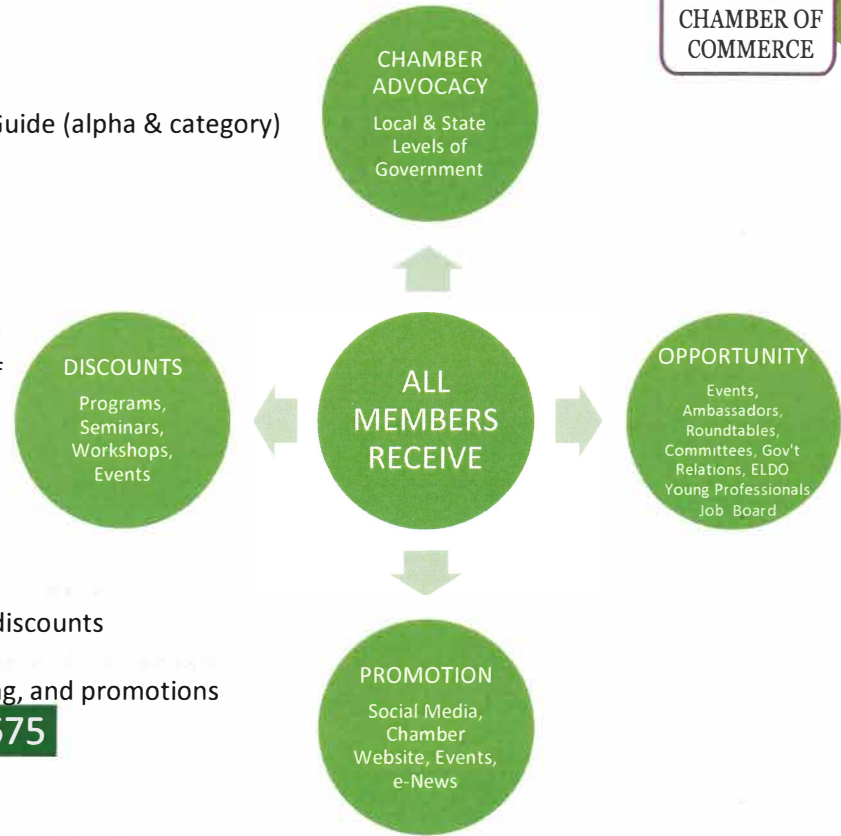 CHAMBER OF
COMMERCE
CHAMBER
ADVOCACY
Local & State
Levels of
Government
Guide (alpha & category)
DISCOUNTS
Programs,
Seminars,
Workshops,
Events
ALL
MEMBERS
RECEIVE
OPPORTUNITY
Events,
Ambassadors,
Roundtables,
Committees, Gov't
Relations, ELDO
Young Professionals
Job Board
discounts
and promotions
PROMOTION
Social Media,
Chamber
Website, Events,
e-News